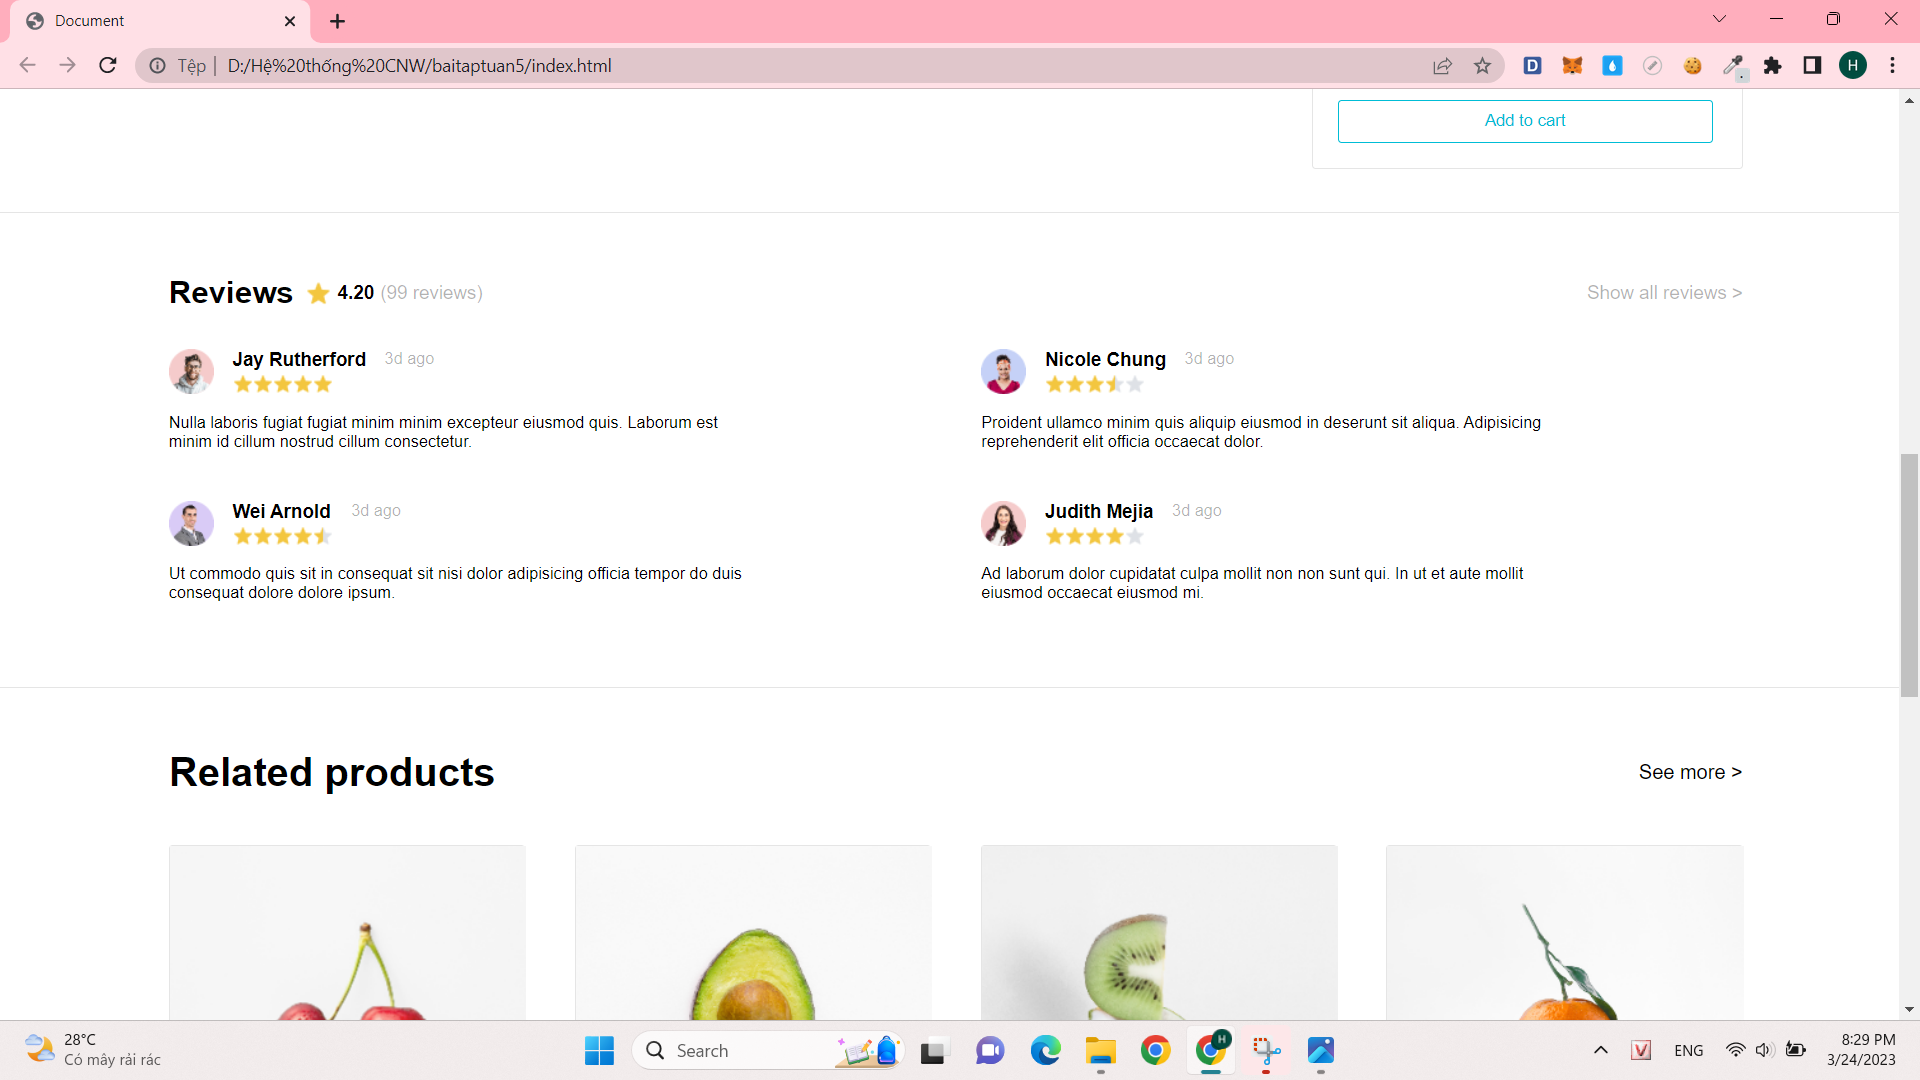 Document
Tệp
D:/Hệ%20thống%20CNW/baitaptuan5/index.html
D
H
Add to cart
Reviews 4.20 (99 reviews)
Show all reviews >
Jay Rutherford 3d ago
Nulla laboris fugiat fugiat minim minim excepteur eiusmod quis. Laborum est
minim id cillum nostrud cillum consectetur.
Nicole Chung 3d ago
Proident ullamco minim quis aliquip eiusmod in deserunt sit aliqua. Adipisicing
reprehenderit elit officia occaecat dolor.
Wei Arnold 3d ago
Ut commodo quis sit in consequat sit nisi dolor adipisicing officia tempor do duis
consequat dolore dolore ipsum.
Judith Mejia 3d ago
Ad laborum dolor cupidatat culpa mollit non non sunt qui. In ut et aute mollit
eiusmod occaecat eiusmod mi.
Related products
See more >
28°C
Có mây rải rác
Search
H
V
ENG
8:29 PM
3/24/2023